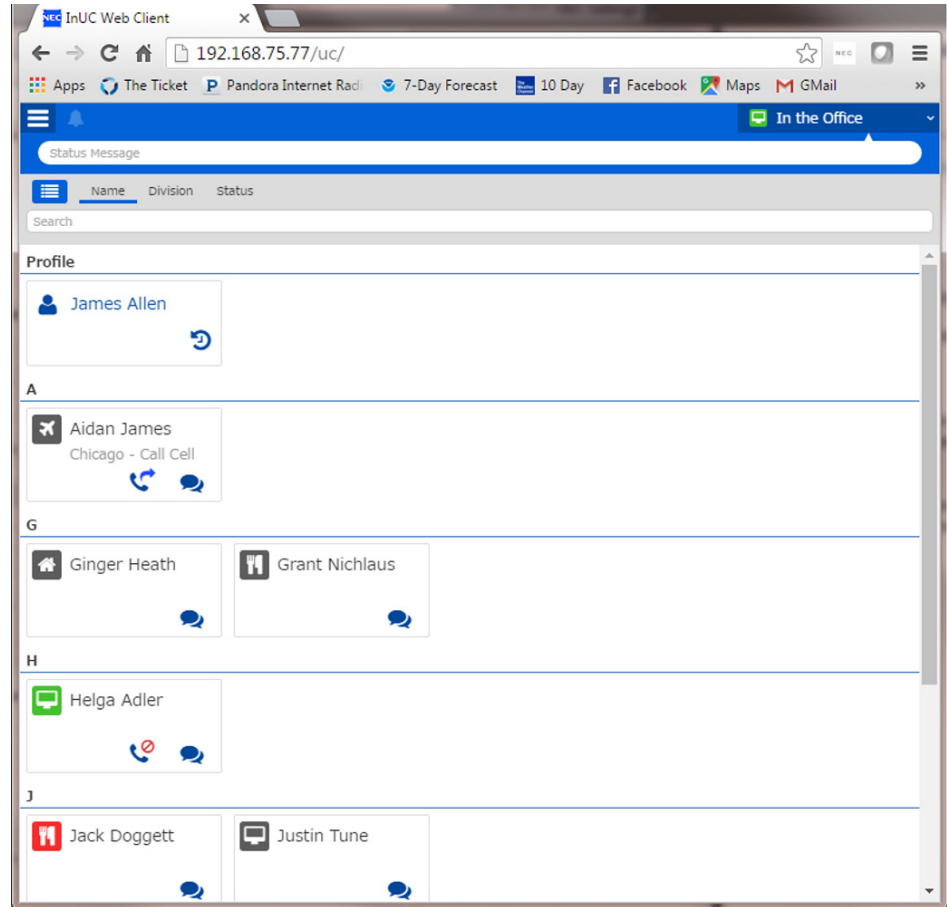 NEC InUC Web Client
192.168.75.77/uc/
NEC
Apps The Ticket P Pandora Internet Radi 7-Day Forecast 10 Day Facebook Maps GMail »
In the Office
Status Message
Name Division Status
Search
Profile
James Allen
A
Aidan James
Chicago - Call Cell
G
Ginger Heath Grant Nichlaus
H
Helga Adler
J
Jack Doggett Justin Tune